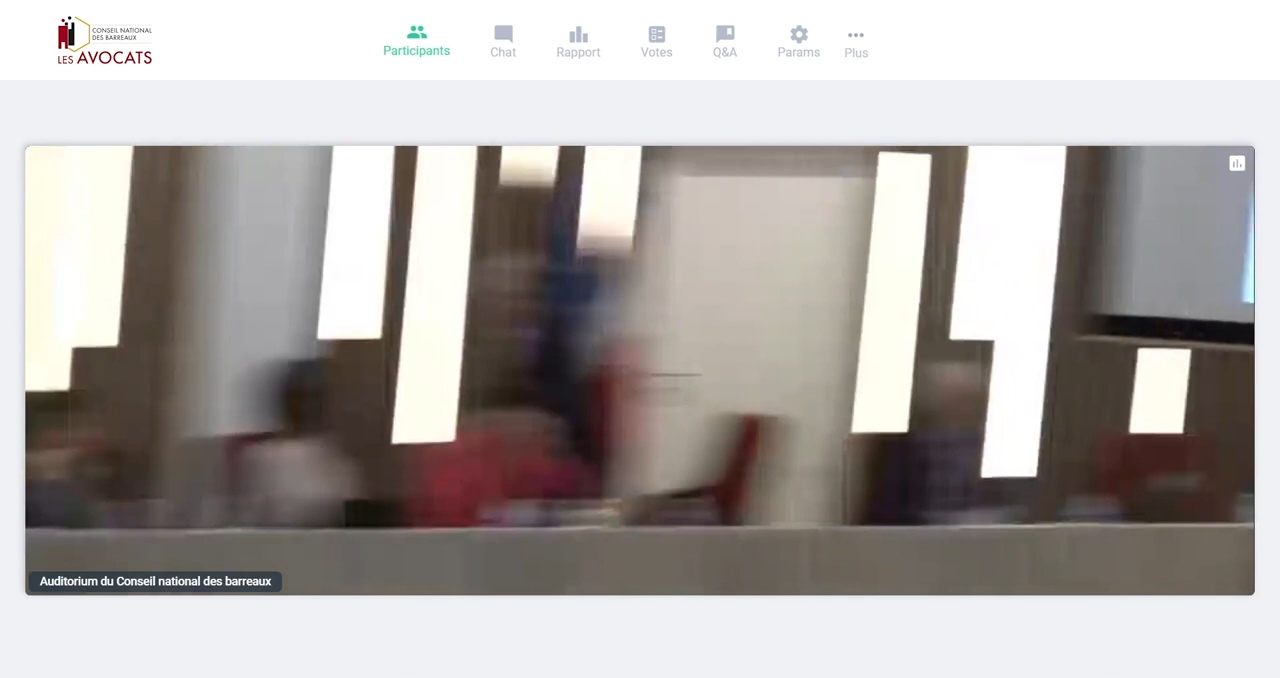 CONSEIL NATIONAL
DES BARREAUX
LES AVOCATS
Participants
Chat
Rapport
Votes
Q&A
Params
Plus
Auditorium du Conseil national des barreaux